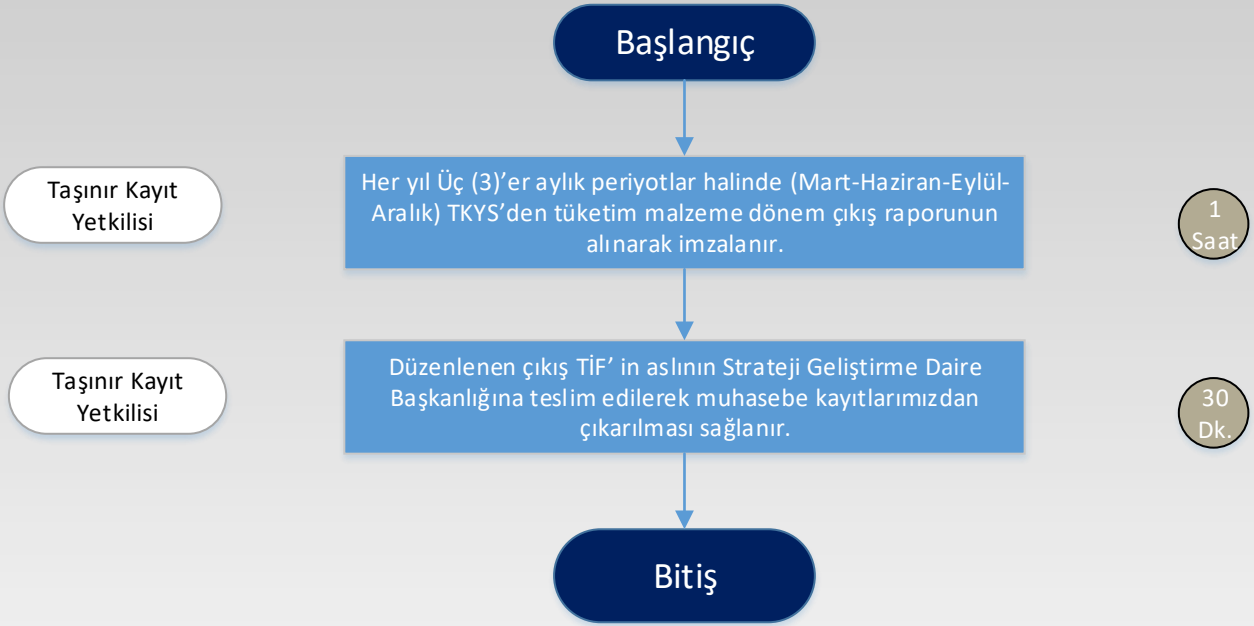 Başlangıç
Taşınır Kayıt
Yetkilisi
Her yıl Üç (3)’er aylık periyotlar halinde (Mart-Haziran-Eylül-
Aralık) TKYS’den tüketim malzeme dönem çıkış raporunun
alınarak imzalanır.
1
Saat
Taşınır Kayıt
Yetkilisi
Düzenlenen çıkış TİF’ in aslının Strateji Geliştirme Daire
Başkanlığına teslim edilerek muhasebe kayıtlarımızdan
çıkarılması sağlanır.
30
Dk.
Bitiş